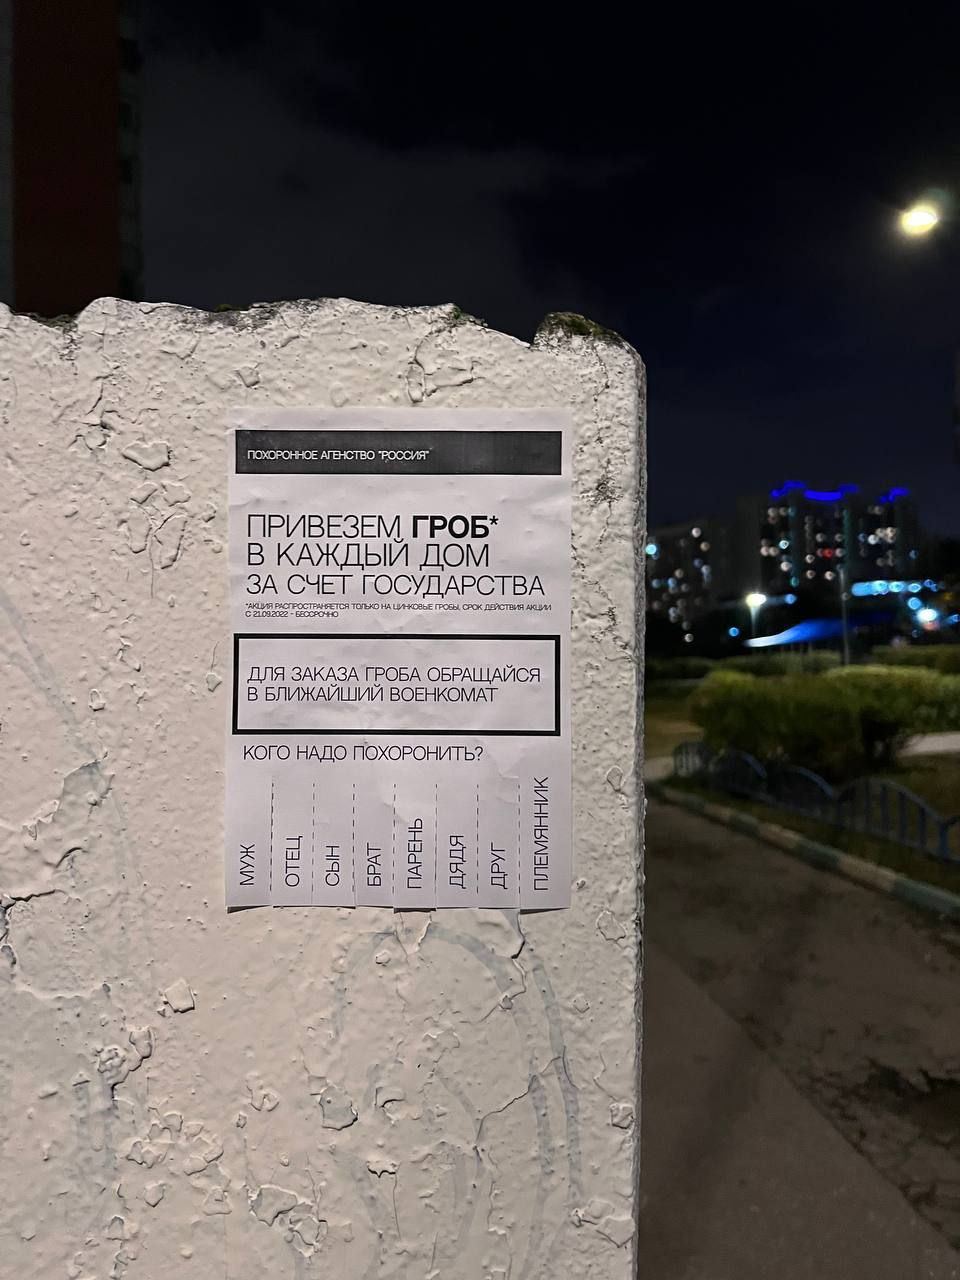 ПОХОРОННОЕ АГЕНСТВО "РОССИЯ"
ПРИВЕЗЕМ ГРОБ*
В КАЖДЫЙ ДОМ
ЗА СЧЕТ ГОСУДАРСТВА
*АКЦИЯ РАСПРОСТРАНЯЕТСЯ ТОЛЬКО НА ЦИНКОВЫЕ ГРОБЫ, СРОК ДЕЙСТВИЯ АКЦИИ
С 21.09.2022 - БЕССРОЧНО
ДЛЯ ЗАКАЗА ГРОБА ОБРАЩАЙСЯ
В БЛИЖАЙШИЙ ВОЕНКОМАТ
КОГО НАДО ПОХОРОНИТЬ?
МУЖ
ОТЕЦ
СЫН
БРАТ
ПАРЕНЬ
ДЯДЯ
ДРУГ
ПЛЕМЯННИК